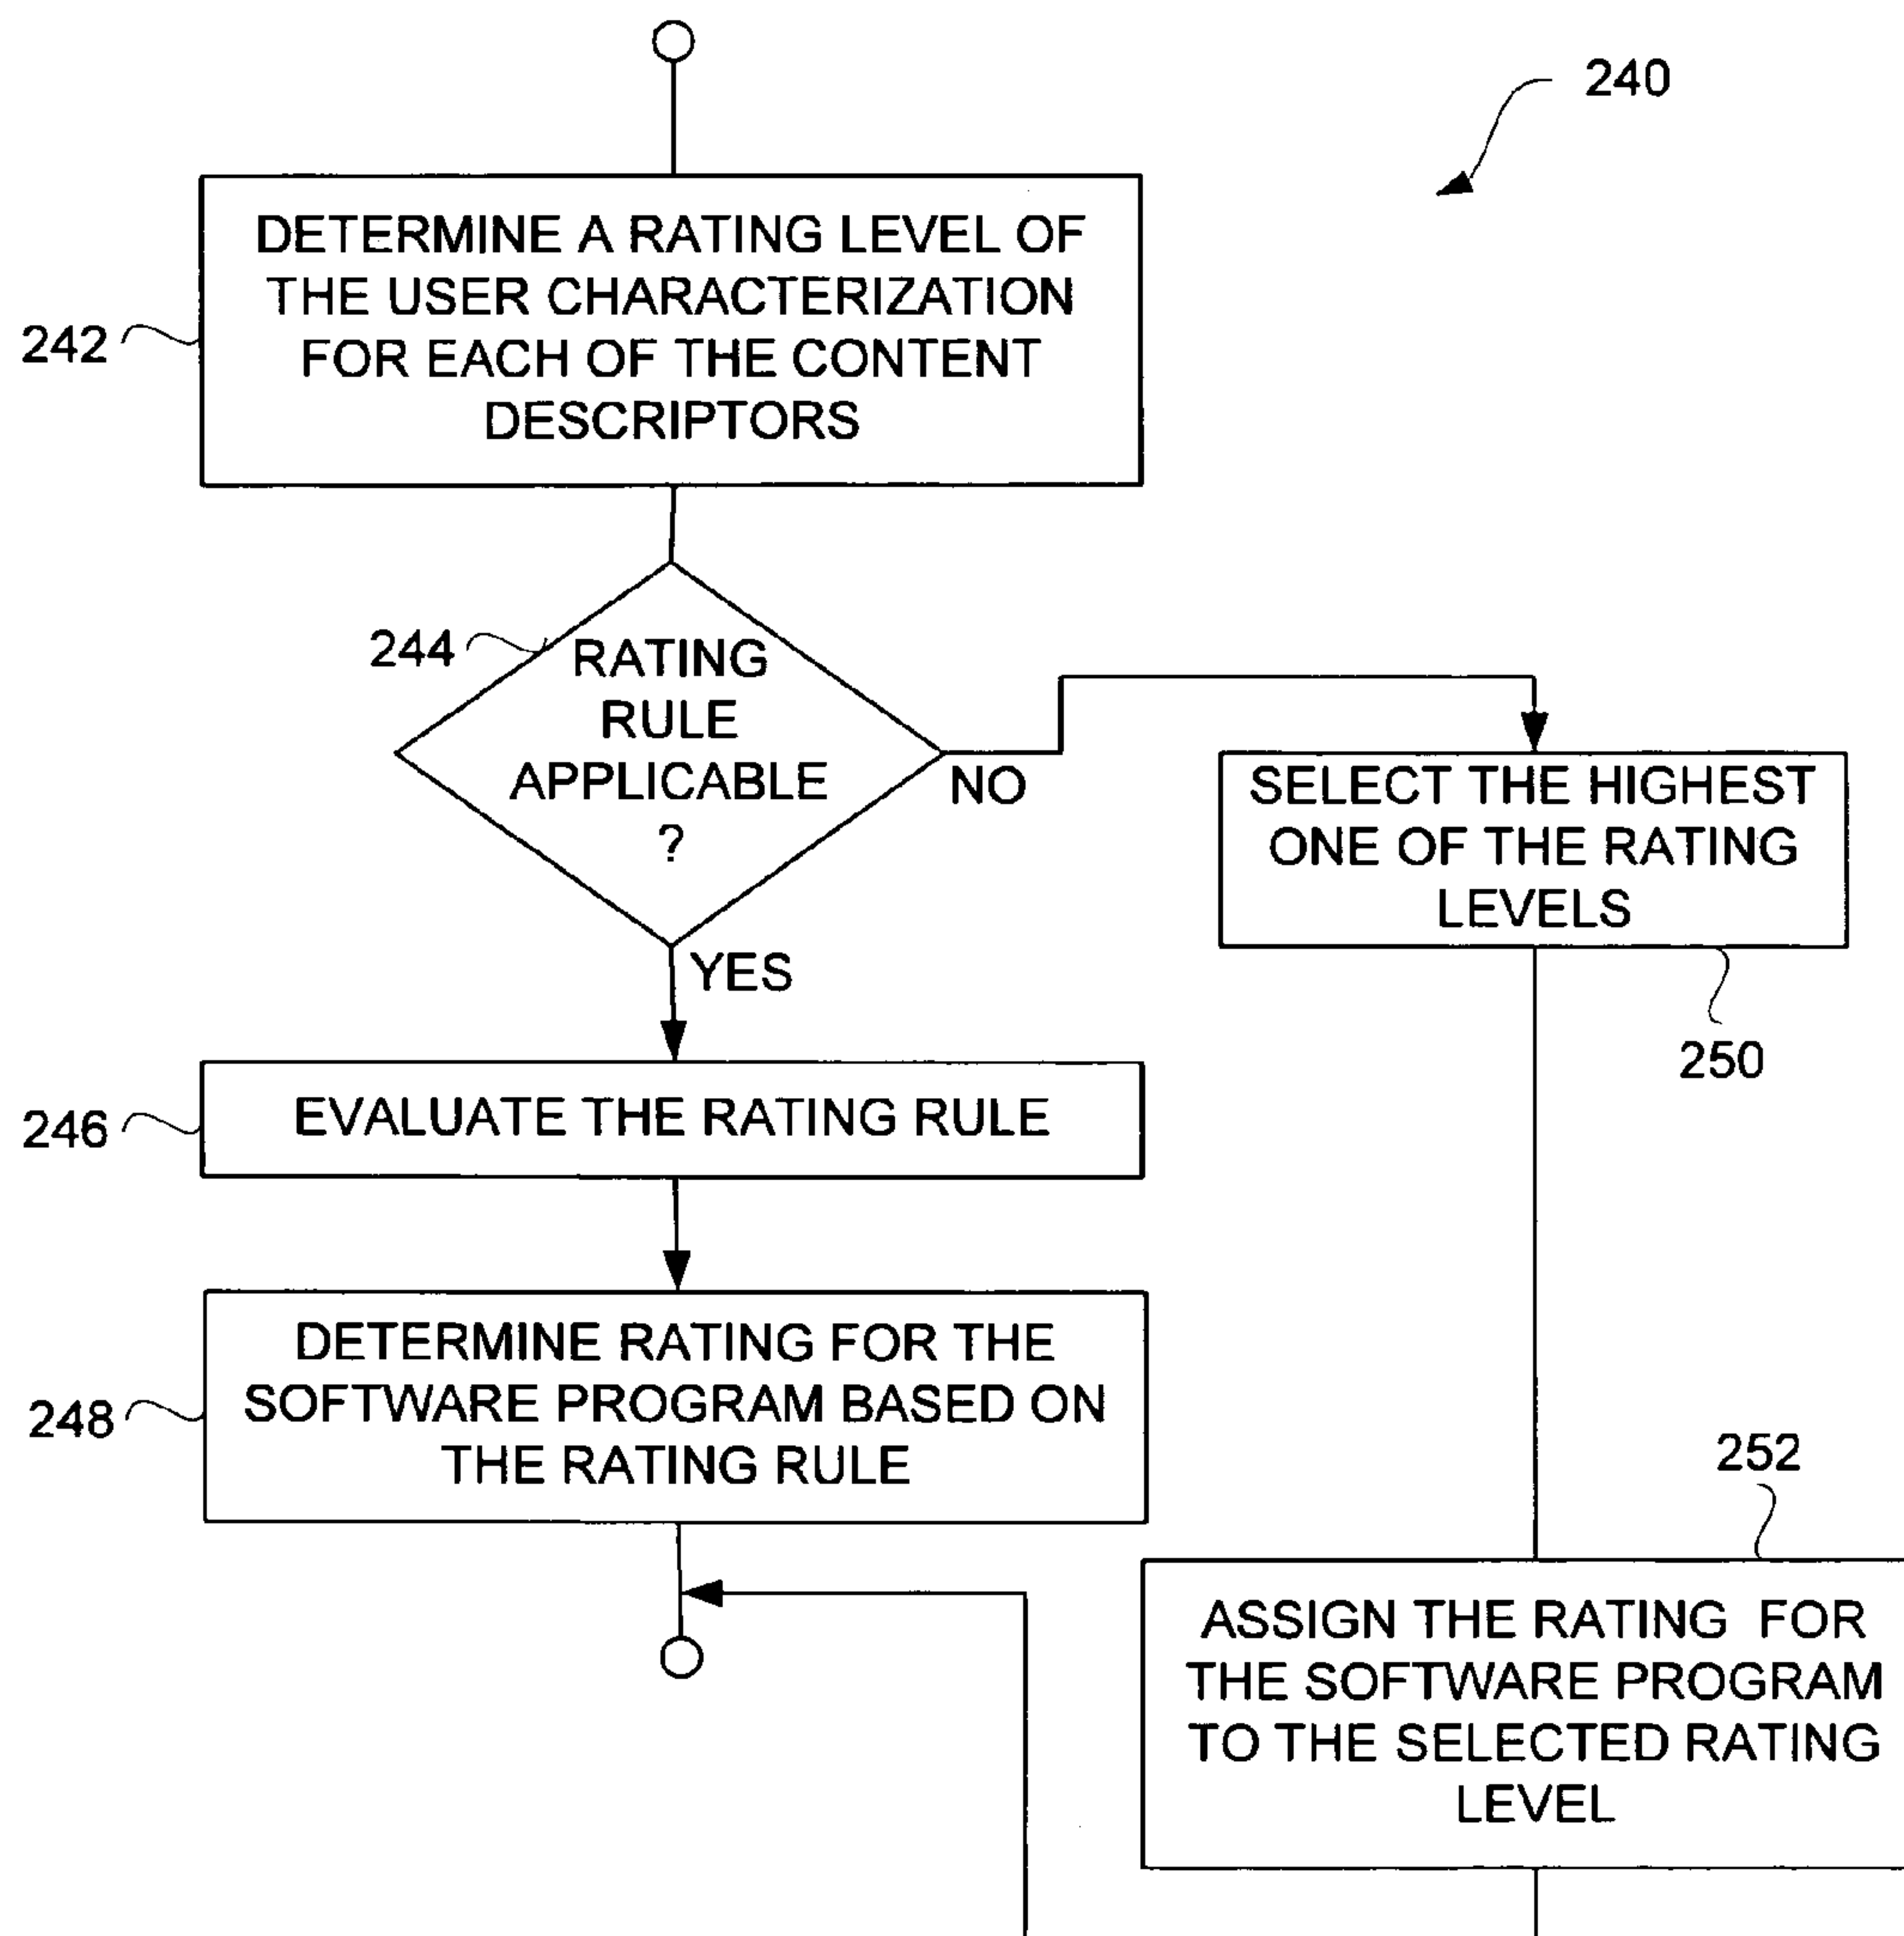 240
DETERMINE A RATING LEVEL OF
THE USER CHARACTERIZATION
FOR EACH OF THE CONTENT
DESCRIPTORS
242
244
RATING
RULE
APPLICABLE
?
NO
YES
SELECT THE HIGHEST
ONE OF THE RATING
LEVELS
250
246
EVALUATE THE RATING RULE
248
DETERMINE RATING FOR THE
SOFTWARE PROGRAM BASED ON
THE RATING RULE
252
ASSIGN THE RATING FOR
THE SOFTWARE PROGRAM
TO THE SELECTED RATING
LEVEL